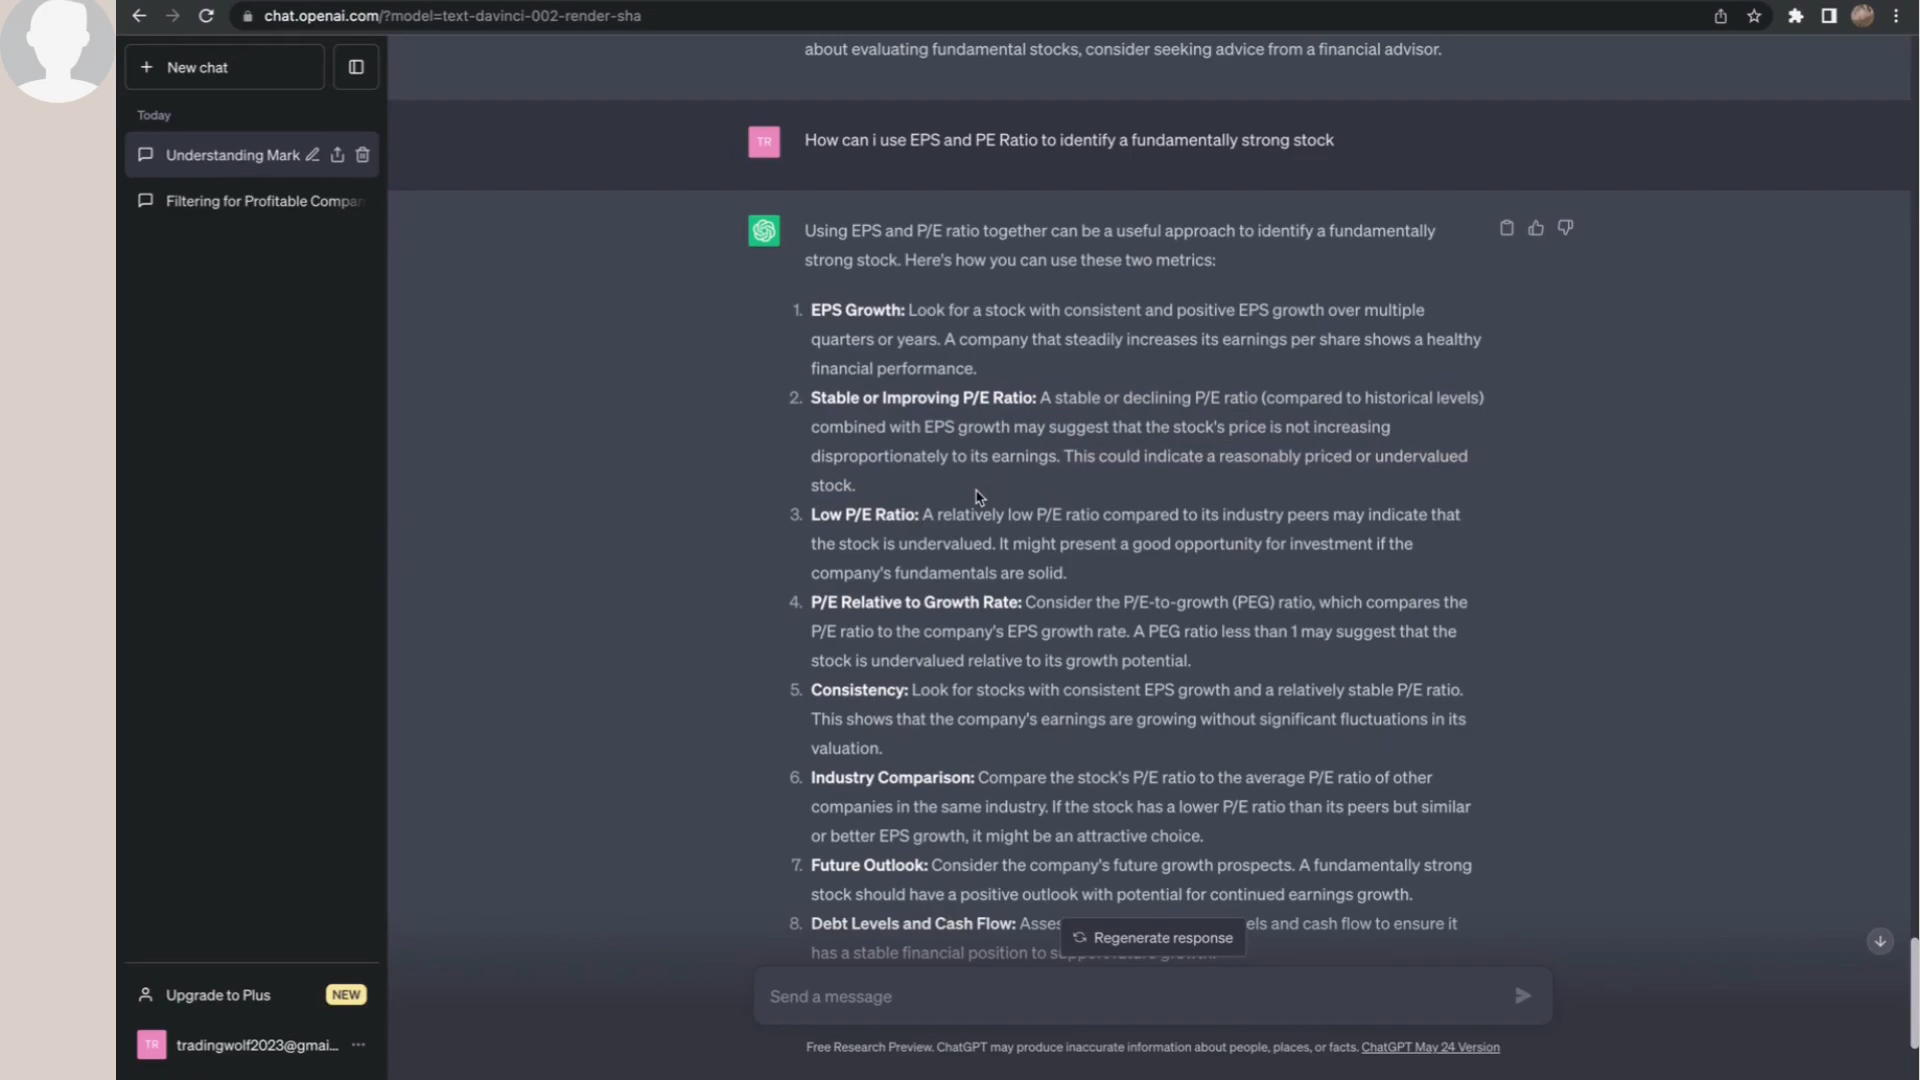 chat.openai.com/?model=text-davinci-002-render-sha
New chat
Today
Understanding Mark
Filtering for Profitable Compan
Upgrade to Plus
NEW
TR
tradingwolf2023@gmai...
about evaluating fundamental stocks, consider seeking advice from a financial advisor.
TR
How can i use EPS and PE Ratio to identify a fundamentally strong stock
Using EPS and P/E ratio together can be a useful approach to identify a fundamentally
strong stock. Here's how you can use these two metrics:
1. EPS Growth: Look for a stock with consistent and positive EPS growth over multiple
quarters or years. A company that steadily increases its earnings per share shows a healthy
financial performance.
2. Stable or Improving P/E Ratio: A stable or declining P/E ratio (compared to historical levels)
combined with EPS growth may suggest that the stock's price is not increasing
disproportionately to its earnings. This could indicate a reasonably priced or undervalued
stock.
3. Low P/E Ratio: A relatively low P/E ratio compared to its industry peers may indicate that
the stock is undervalued. It might present a good opportunity for investment if the
company's fundamentals are solid.
4. P/E Relative to Growth Rate: Consider the P/E-to-growth (PEG) ratio, which compares the
P/E ratio to the company's EPS growth rate. A PEG ratio less than 1 may suggest that the
stock is undervalued relative to its growth potential.
5. Consistency: Look for stocks with consistent EPS growth and a relatively stable P/E ratio.
This shows that the company's earnings are growing without significant fluctuations in its
valuation.
6. Industry Comparison: Compare the stock's P/E ratio to the average P/E ratio of other
companies in the same industry. If the stock has a lower P/E ratio than its peers but similar
or better EPS growth, it might be an attractive choice.
7. Future Outlook: Consider the company's future growth prospects. A fundamentally strong
stock should have a positive outlook with potential for continued earnings growth.
8. Debt Levels and Cash Flow: Asses els and cash flow to ensure it
Regenerate response
has a stable financial position to
Send a message
Free Research Preview. ChatGPT may produce inaccurate information about people, places, or facts. ChatGPT May 24 Version